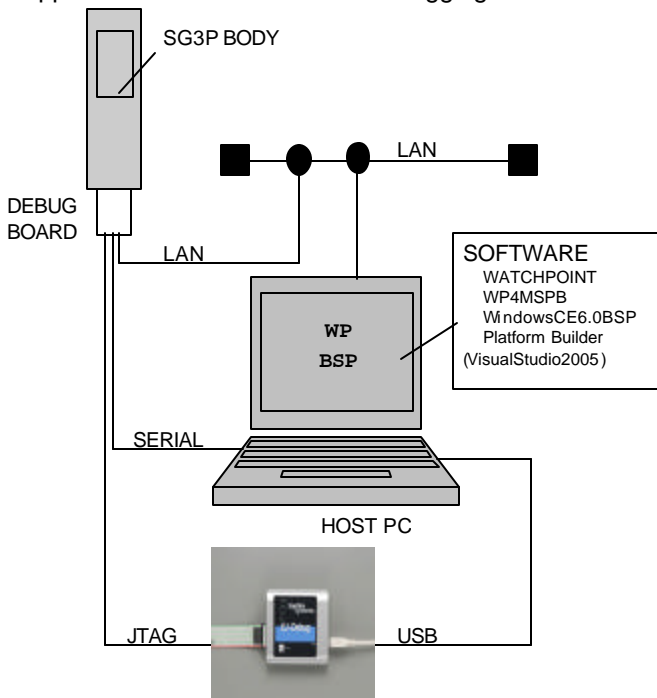 SG3P BODY
LAN
DEBUG
BOARD
LAN
SOFTWARE
WATCHPOINT
WP4MSPB
WindowsCE6.0BSP
Platform Builder
(VisualStudio2005)
WP
BSP
SERIAL
HOST PC
JTAG
USB